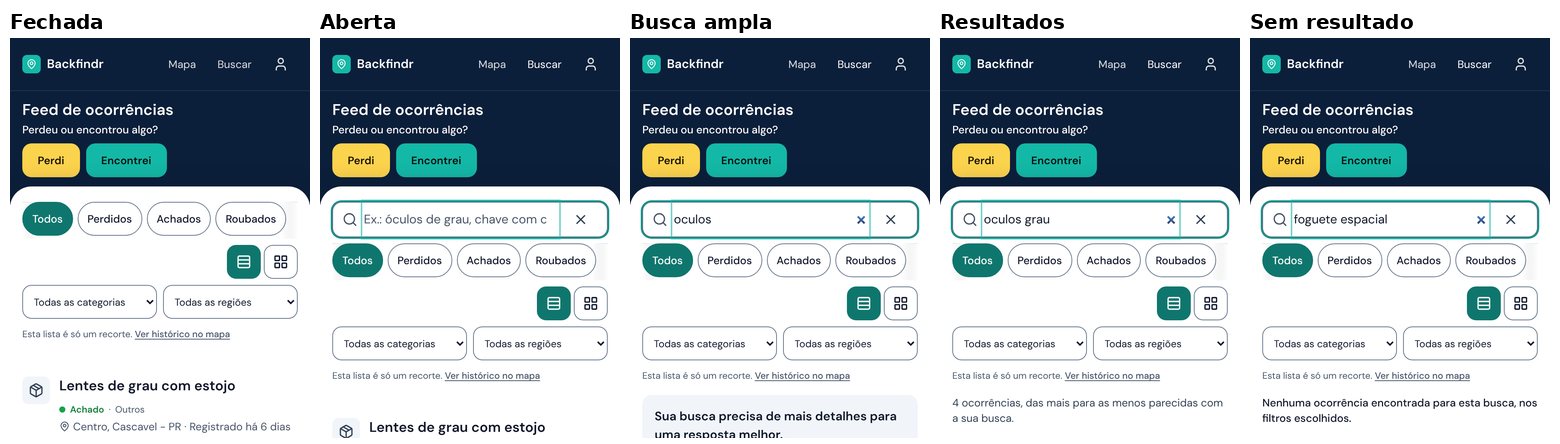 Fechada
Backfindr
Mapa
Buscar
Feed de ocorrências
Perdeu ou encontrou algo?
Perdi
Encontrei
Todos
Perdidos
Achados
Roubados
Todas as categorias
Todas as regiões
Esta lista é só um recorte. Ver histórico no mapa
Lentes de grau com estojo
Achado · Outros
Centro, Cascavel – PR · Registrado há 6 dias
Aberta
Backfindr
Mapa
Buscar
Feed de ocorrências
Perdeu ou encontrou algo?
Perdi
Encontrei
Ex.: óculos de grau, chave com c
Todos
Perdidos
Achados
Roubados
Todas as categorias
Todas as regiões
Esta lista é só um recorte. Ver histórico no mapa
Lentes de grau com estojo
Busca ampla
Backfindr
Mapa
Buscar
Feed de ocorrências
Perdeu ou encontrou algo?
Perdi
Encontrei
oculos
Todos
Perdidos
Achados
Roubados
Todas as categorias
Todas as regiões
Esta lista é só um recorte. Ver histórico no mapa
Sua busca precisa de mais detalhes para
uma resposta melhor.
Resultados
Backfindr
Mapa
Buscar
Feed de ocorrências
Perdeu ou encontrou algo?
Perdi
Encontrei
oculos grau
Todos
Perdidos
Achados
Roubados
Todas as categorias
Todas as regiões
Esta lista é só um recorte. Ver histórico no mapa
4 ocorrências, das mais para as menos parecidas com
a sua busca.
Sem resultado
Backfindr
Mapa
Buscar
Feed de ocorrências
Perdeu ou encontrou algo?
Perdi
Encontrei
foguete espacial
Todos
Perdidos
Achados
Roubados
Todas as categorias
Todas as regiões
Esta lista é só um recorte. Ver histórico no mapa
Nenhuma ocorrência encontrada para esta busca, nos
filtros escolhidos.